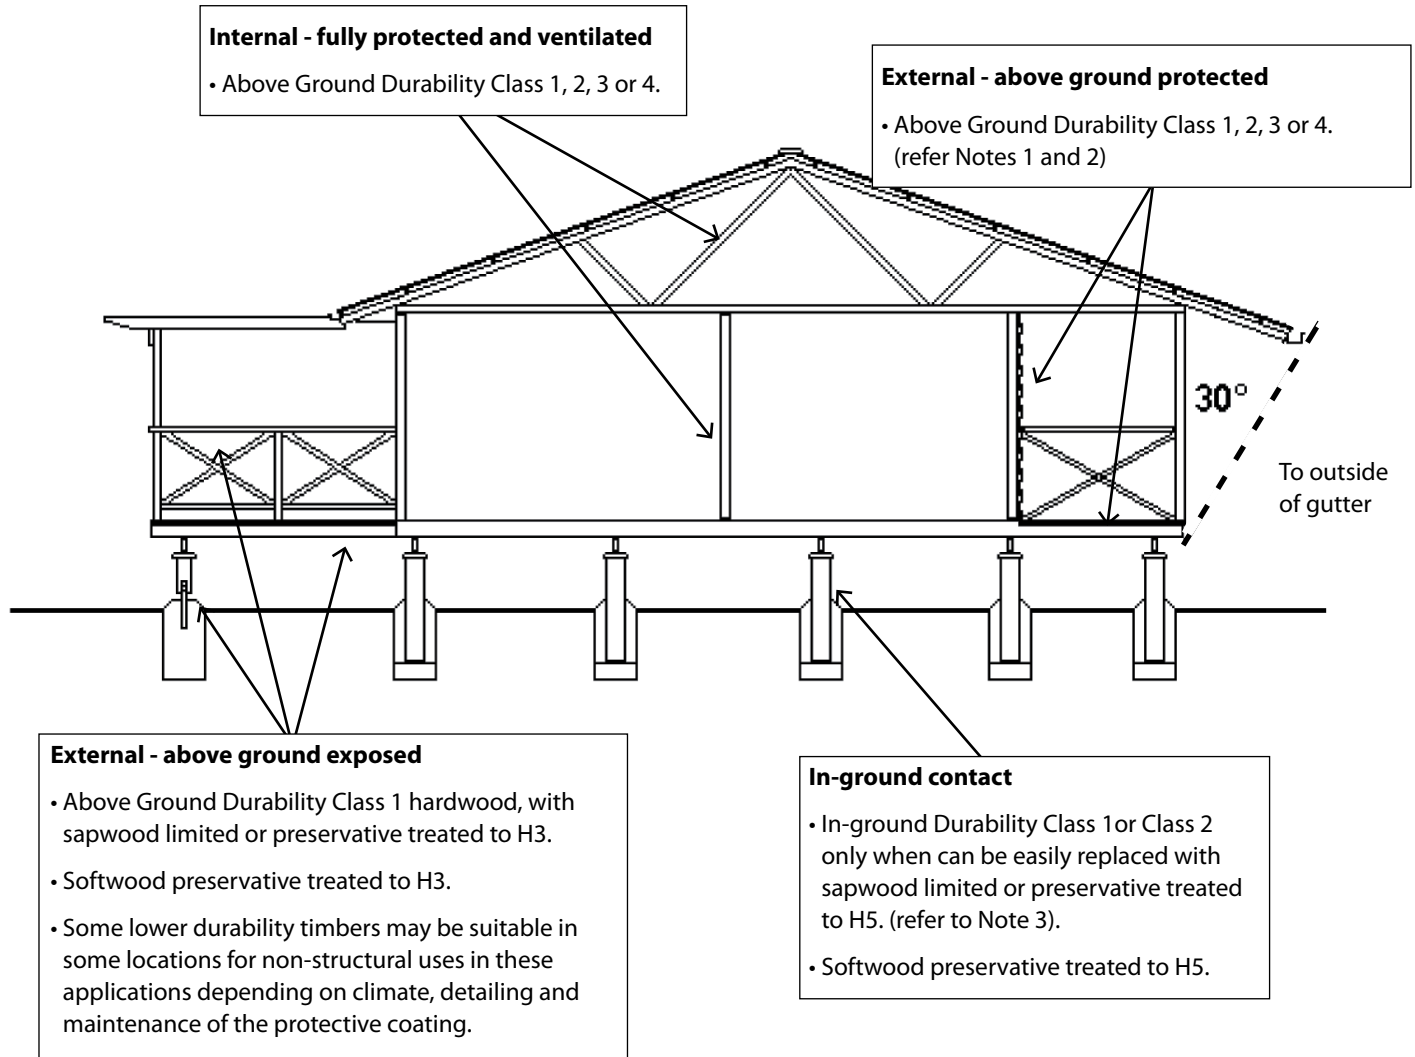 Internal - fully protected and ventilated
• Above Ground Durability Class 1, 2, 3 or 4.
External - above ground protected
• Above Ground Durability Class 1, 2, 3 or 4.
(refer Notes 1 and 2)
30°
To outside
of gutter
External - above ground exposed
• Above Ground Durability Class 1 hardwood, with
sapwood limited or preservative treated to H3.
• Softwood preservative treated to H3.
• Some lower durability timbers may be suitable in
some locations for non-structural uses in these
applications depending on climate, detailing and
maintenance of the protective coating.
In-ground contact
• In-ground Durability Class 1or Class 2
only when can be easily replaced with
sapwood limited or preservative treated
to H5. (refer to Note 3).
• Softwood preservative treated to H5.